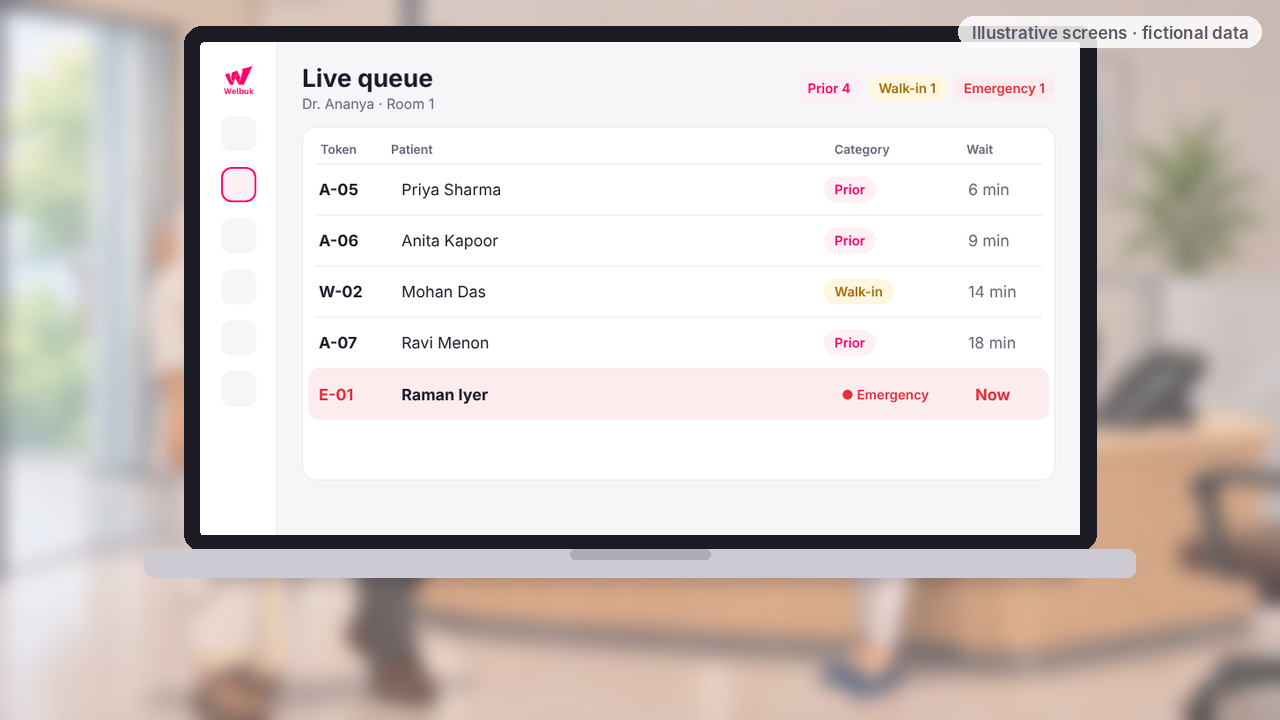 Illustrative screens · fictional data
Welbuk
Live queue
Dr. Ananya · Room 1
Prior 4 Walk-in 1 Emergency 1
Token Patient Category Wait
A-05 Priya Sharma Prior 6 min
A-06 Anita Kapoor Prior 9 min
W-02 Mohan Das Walk-in 14 min
A-07 Ravi Menon Prior 18 min
E-01 Raman Iyer Emergency Now